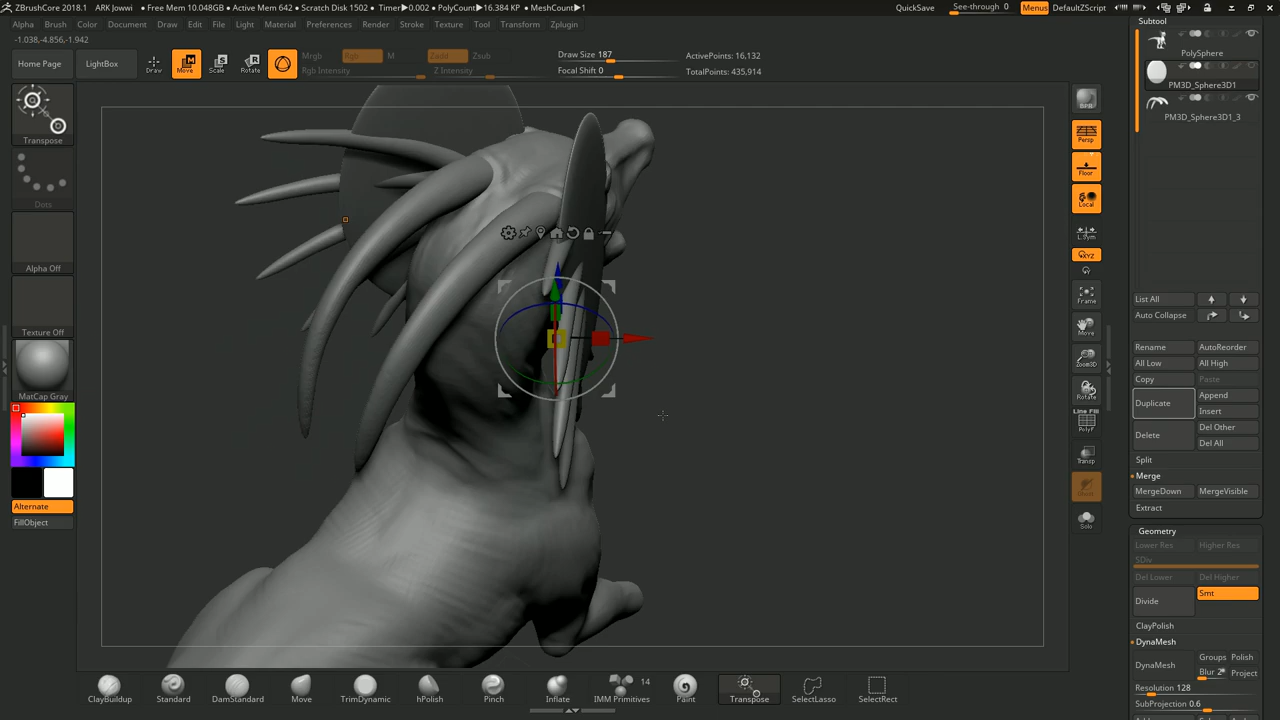 ZBrushCore 2018.1 ARK Jowwi • Free Mem 10.048GB • Active Mem 642 • Scratch Disk 1502 • Timer▶0.002 • PolyCount▶16.384 KP • MeshCount▶1 QuickSave See-through 0 Menus DefaultZScript
Alpha Brush Color Document Draw Edit File Layer Light Material Preferences Render Stroke Texture Tool Transform Zplugin
-1.038,-4.856,-1.942
Home Page LightBox Draw Move Scale Rotate
Mrgb Rgb M Zadd Zsub
Rgb Intensity Z Intensity
Draw Size 187
Focal Shift 0
ActivePoints: 16,132
TotalPoints: 435,914
Transpose
Dots
Alpha Off
Texture Off
MatCap Gray
Alternate
FillObject
BPR
Persp
Floor
Local
L.Sym
XYZ
Frame
Move
Zoom3D
Rotate
Line Fill
PolyF
Transp
Ghost
Solo
Subtool
PolySphere
PM3D_Sphere3D1
PM3D_Sphere3D1_3
List All
Auto Collapse
Rename AutoReorder
All Low All High
Copy Paste
Duplicate Append
Insert
Delete Del Other
Del All
Split
Merge
MergeDown MergeVisible
Extract
Geometry
Lower Res Higher Res
SDiv
Del Lower Del Higher
Divide Smt
ClayPolish
DynaMesh
DynaMesh Groups Polish
Blur 2 Project
Resolution 128
SubProjection 0.6
ClayBuildup Standard DamStandard Move TrimDynamic hPolish Pinch Inflate IMM Primitives 14 Paint Transpose SelectLasso SelectRect